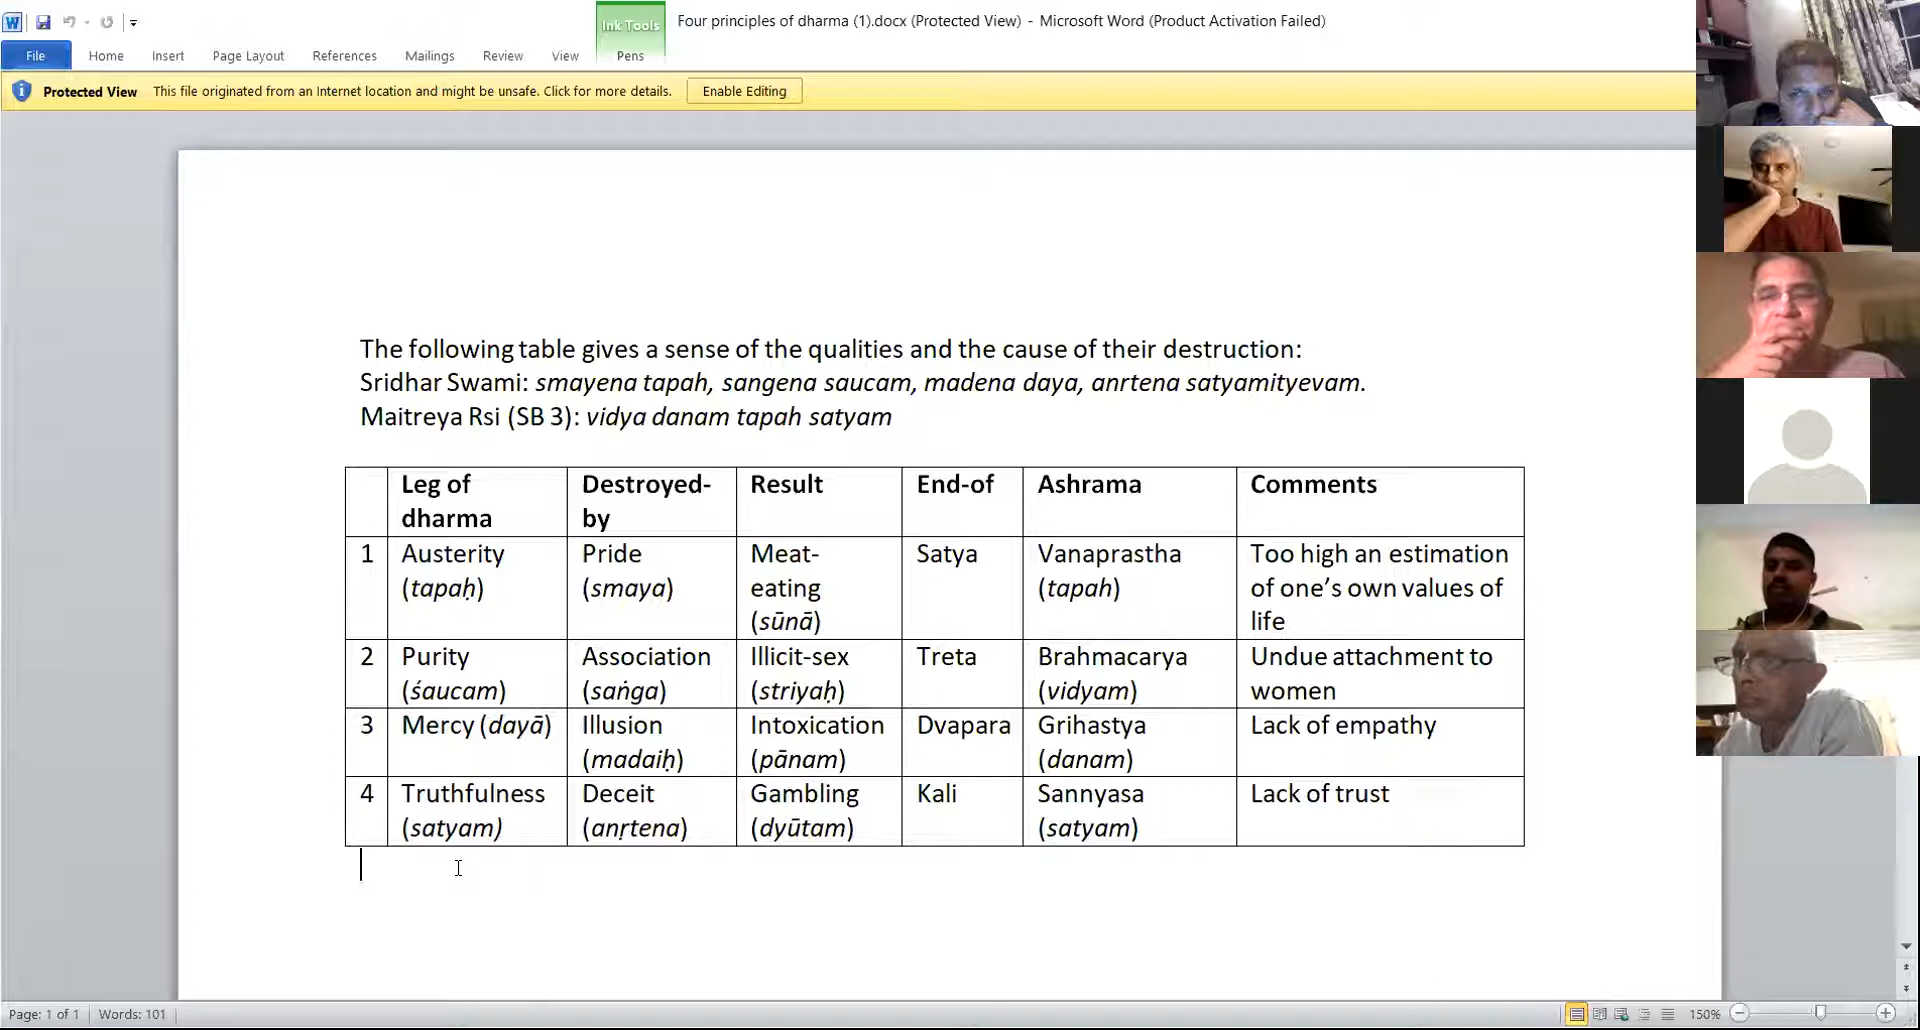 Ink Tools
Four principles of dharma (1).docx (Protected View) - Microsoft Word (Product Activation Failed)
File Home Insert Page Layout References Mailings Review View Pens
Protected View This file originated from an Internet location and might be unsafe. Click for more details. Enable Editing
The following table gives a sense of the qualities and the cause of their destruction:
Sridhar Swami: smayena tapah, sangena saucam, madena daya, anrtena satyamityevam.
Maitreya Rsi (SB 3): vidya danam tapah satyam
Leg of dharma Destroyed-by Result End-of Ashrama Comments
1 Austerity (tapaḥ) Pride (smaya) Meat-eating (sūnā) Satya Vanaprastha (tapah) Too high an estimation of one's own values of life
2 Purity (śaucam) Association (saṅga) Illicit-sex (striyaḥ) Treta Brahmacarya (vidyam) Undue attachment to women
3 Mercy (dayā) Illusion (madaiḥ) Intoxication (pānam) Dvapara Grihastya (danam) Lack of empathy
4 Truthfulness (satyam) Deceit (anṛtena) Gambling (dyūtam) Kali Sannyasa (satyam) Lack of trust
Page: 1 of 1 Words: 101 150%